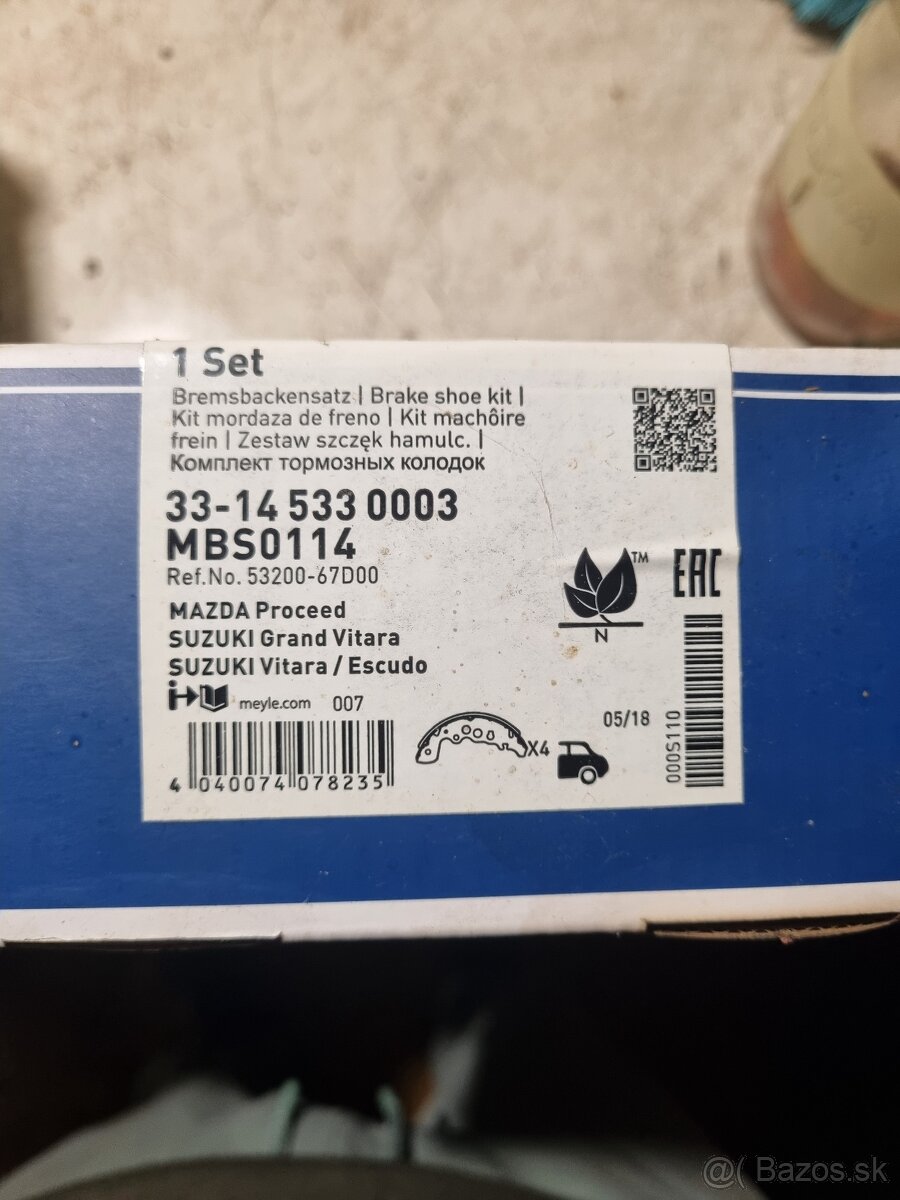 1 Set
Bremsbackensatz | Brake shoe kit |
Kit mordaza de freno | Kit machôire
frein | Zestaw szczęk hamulc. |
Комплект тормозных колодок
33-14 533 0003
MBS0114
Ref.No. 53200-67D00
MAZDA Proceed
SUZUKI Grand Vitara
SUZUKI Vitara / Escudo
meyle.com 007
4 040074 078235
X4
05/18
TM
N
EAC
000S110
@( Bazos.sk